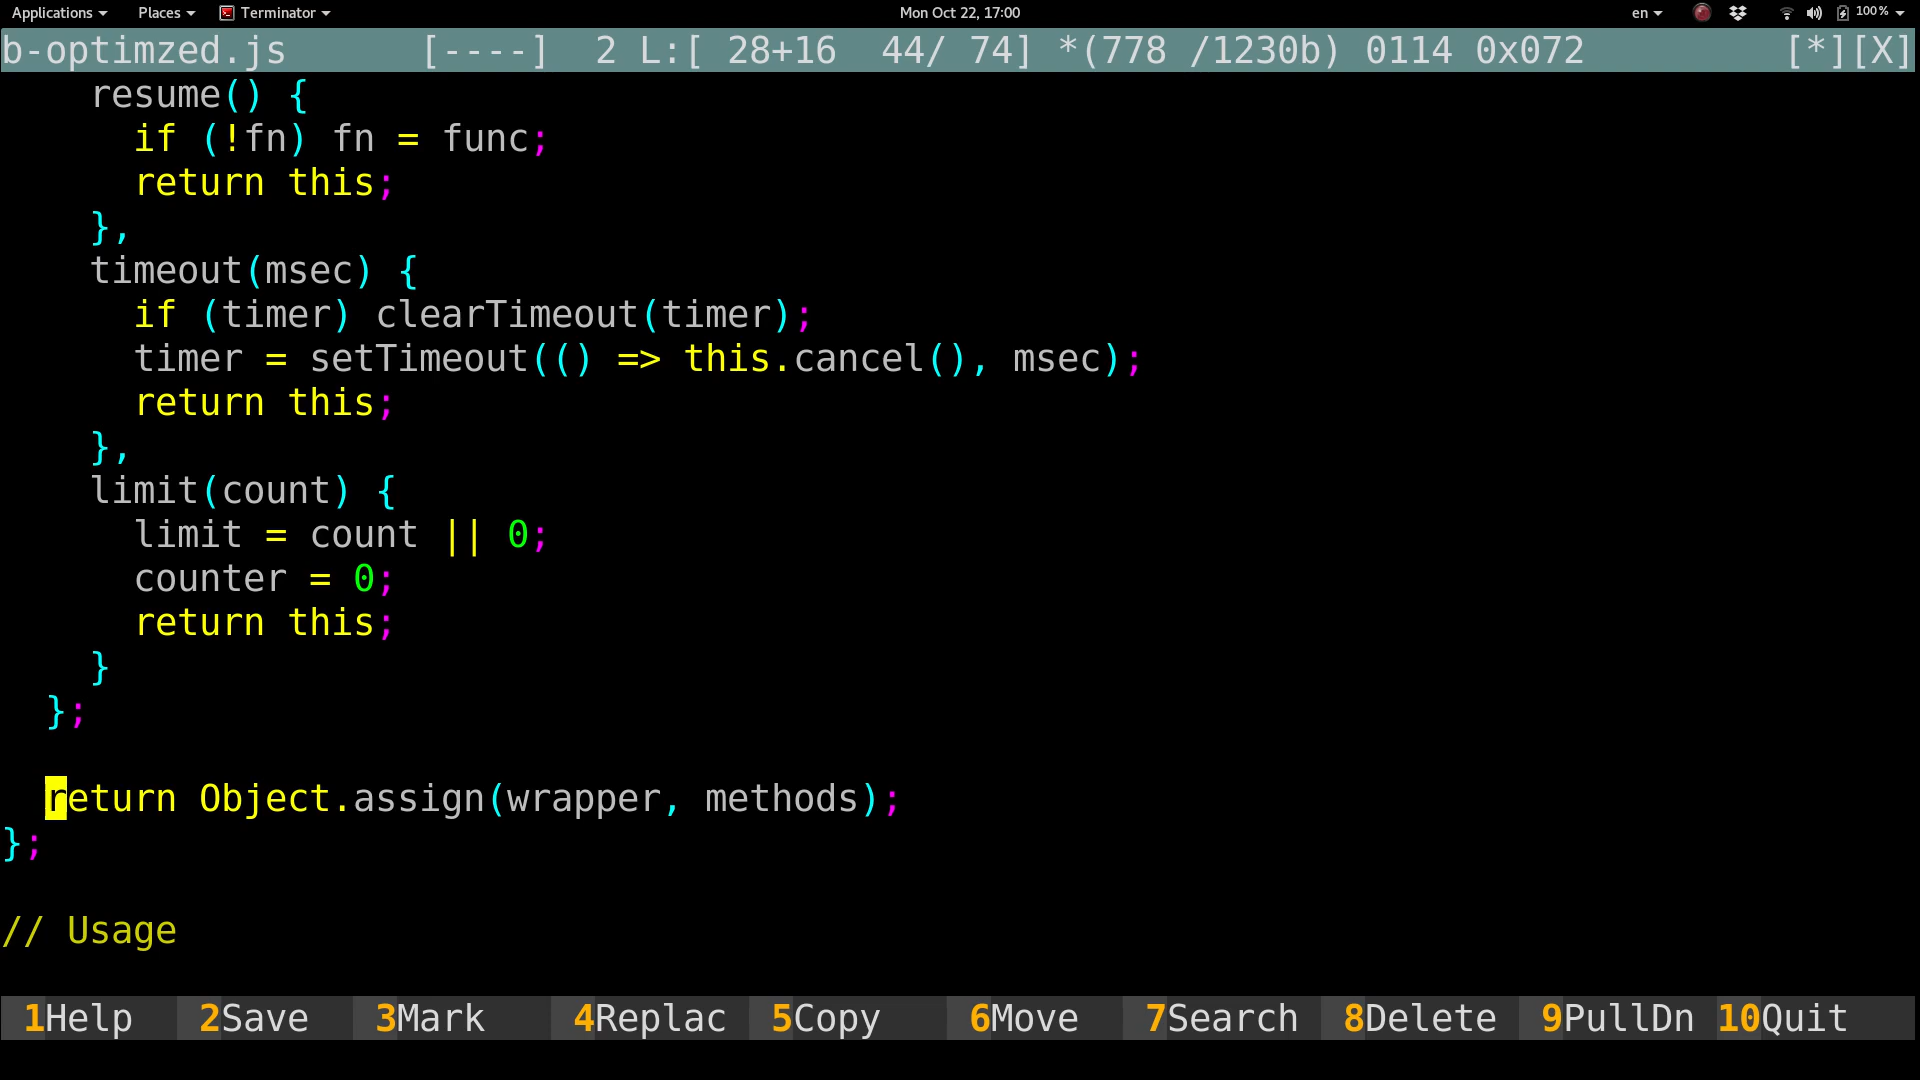 Applications Places Terminator Mon Oct 22, 17:00 en 100%
b-optimzed.js [----] 2 L:[ 28+16 44/ 74] *(778 /1230b) 0114 0x072 [*][X]
resume() {
if (!fn) fn = func;
return this;
},
timeout(msec) {
if (timer) clearTimeout(timer);
timer = setTimeout(() => this.cancel(), msec);
return this;
},
limit(count) {
limit = count || 0;
counter = 0;
return this;
}
};
return Object.assign(wrapper, methods);
};
// Usage
1Help 2Save 3Mark 4Replac 5Copy 6Move 7Search 8Delete 9PullDn 10Quit